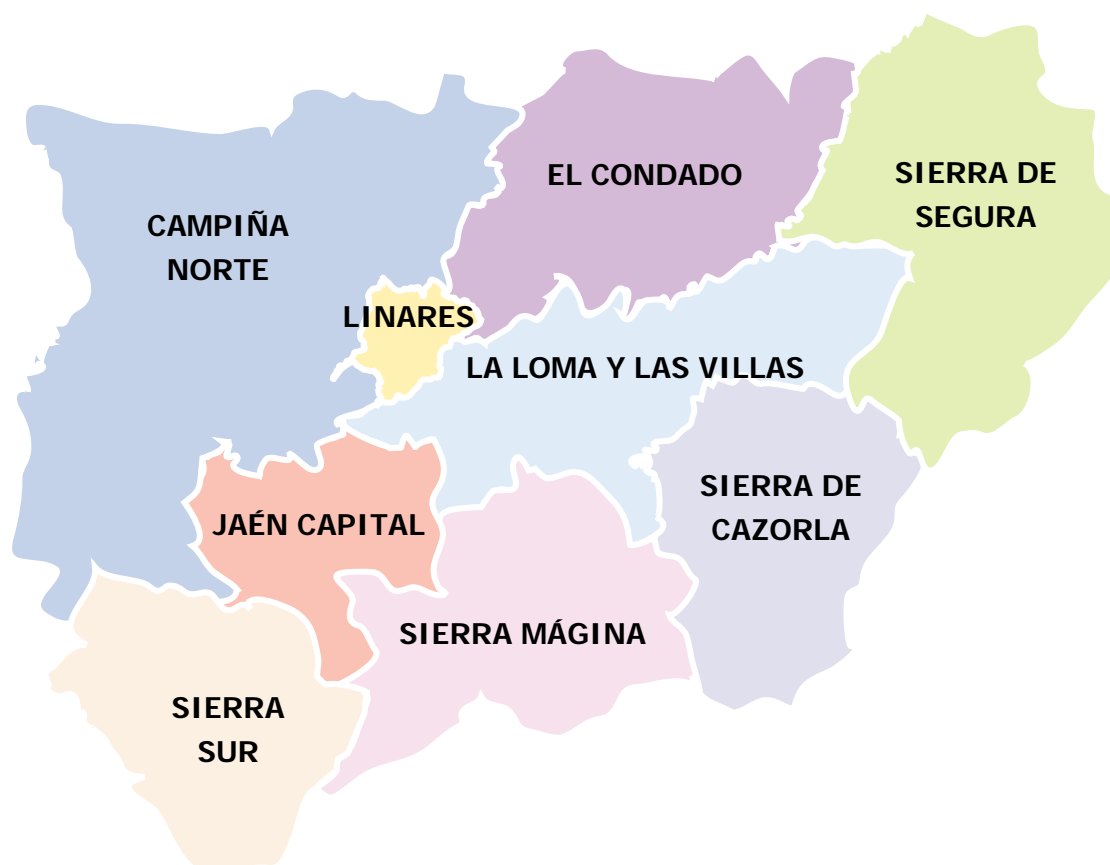 EL CONDADO
SIERRA DE
SEGURA
CAMPIÑA
NORTE
LINARES
LA LOMA Y LAS VILLAS
SIERRA DE
CAZORLA
JAÉN CAPITAL
SIERRA MÁGINA
SIERRA
SUR